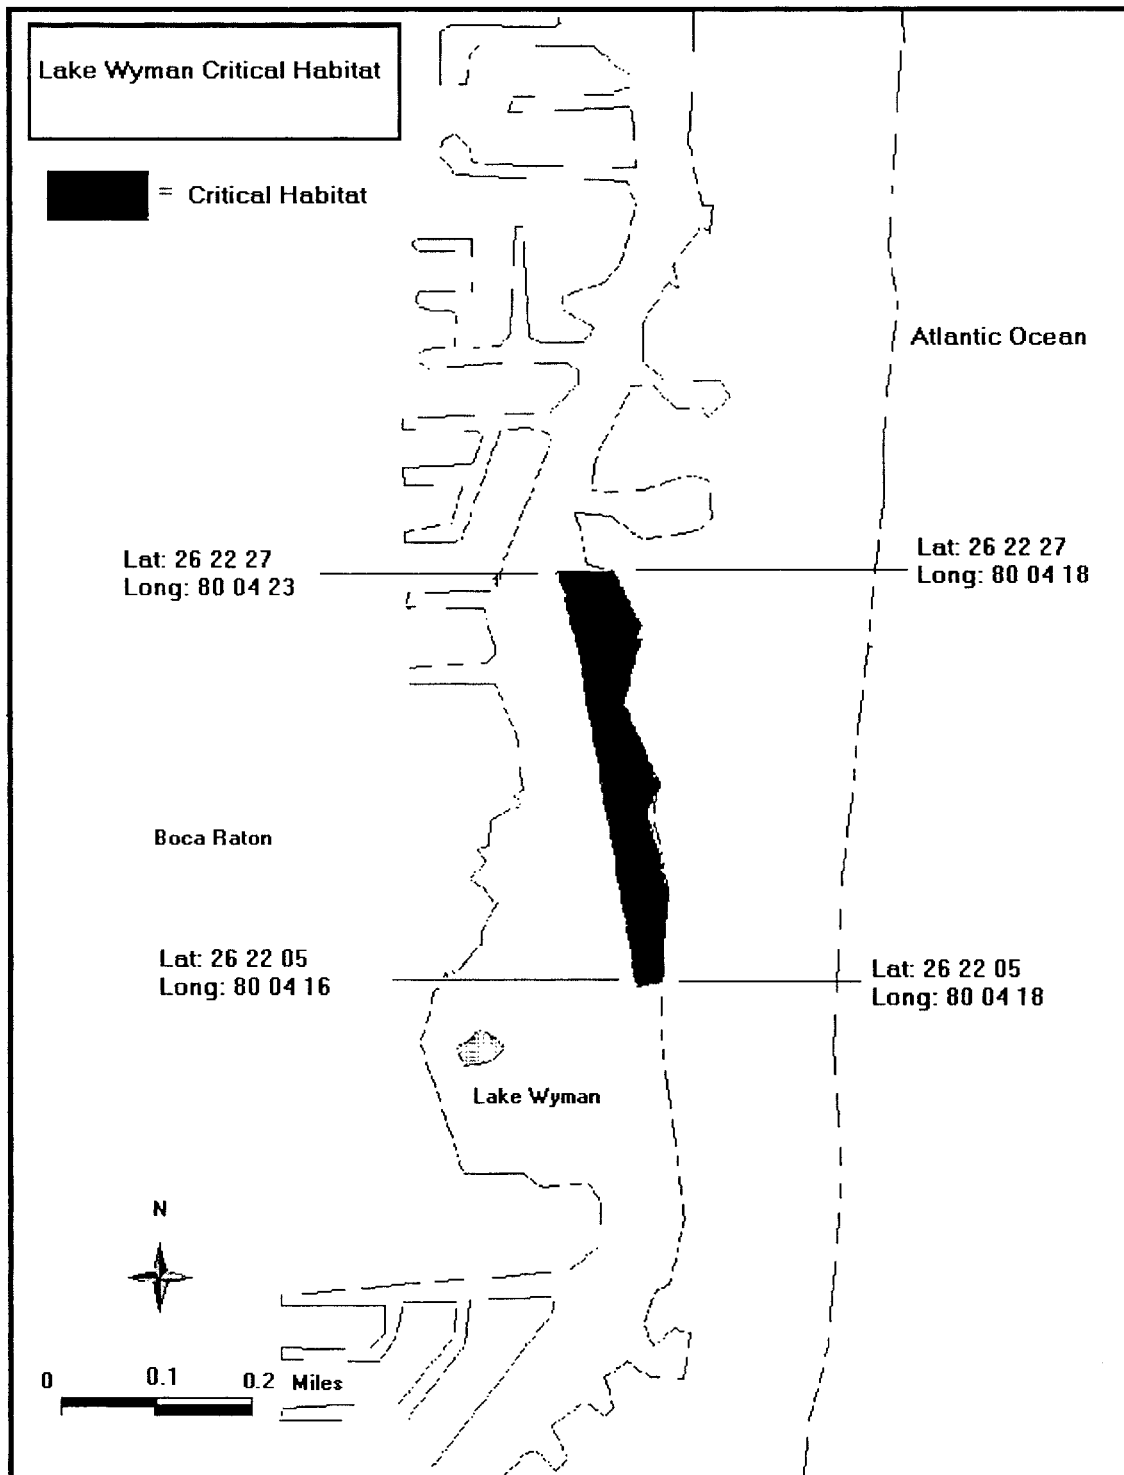 Lake Wyman Critical Habitat
= Critical Habitat
Atlantic Ocean
Lat: 26 22 27
Long: 80 04 23
Lat: 26 22 27
Long: 80 04 18
Boca Raton
Lat: 26 22 05
Long: 80 04 16
Lat: 26 22 05
Long: 80 04 18
Lake Wyman
N
0 0.1 0.2 Miles